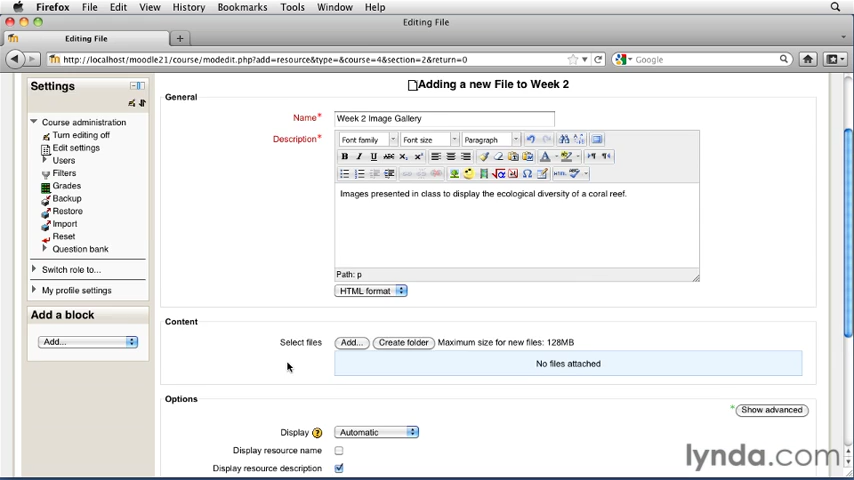 Firefox File Edit View History Bookmarks Tools Window Help
Editing File
Editing File
http://localhost/moodle21/course/modedit.php?add=resource&type=&course=4&section=2&return=0
Google
Settings
Course administration
Turn editing off
Edit settings
Users
Filters
Grades
Backup
Restore
Import
Reset
Question bank
Switch role to...
My profile settings
Add a block
Add...
Adding a new File to Week 2
General
Name*
Week 2 Image Gallery
Description*
Font family Font size Paragraph
B I U ABC x₂ x² A
HTML
Images presented in class to display the ecological diversity of a coral reef.
Path: p
HTML format
Content
Select files Add... Create folder Maximum size for new files: 128MB
No files attached
Options
* Show advanced
Display ? Automatic
Display resource name
Display resource description
lynda.com